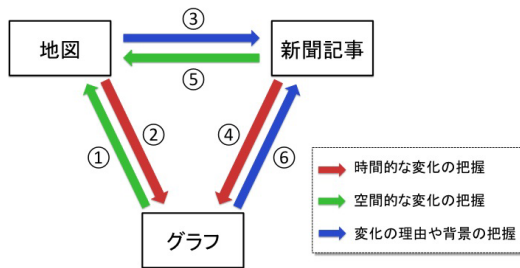 ③
地図
新聞記事
⑤
①
②
④
⑥
時間的な変化の把握
空間的な変化の把握
変化の理由や背景の把握
グラフ